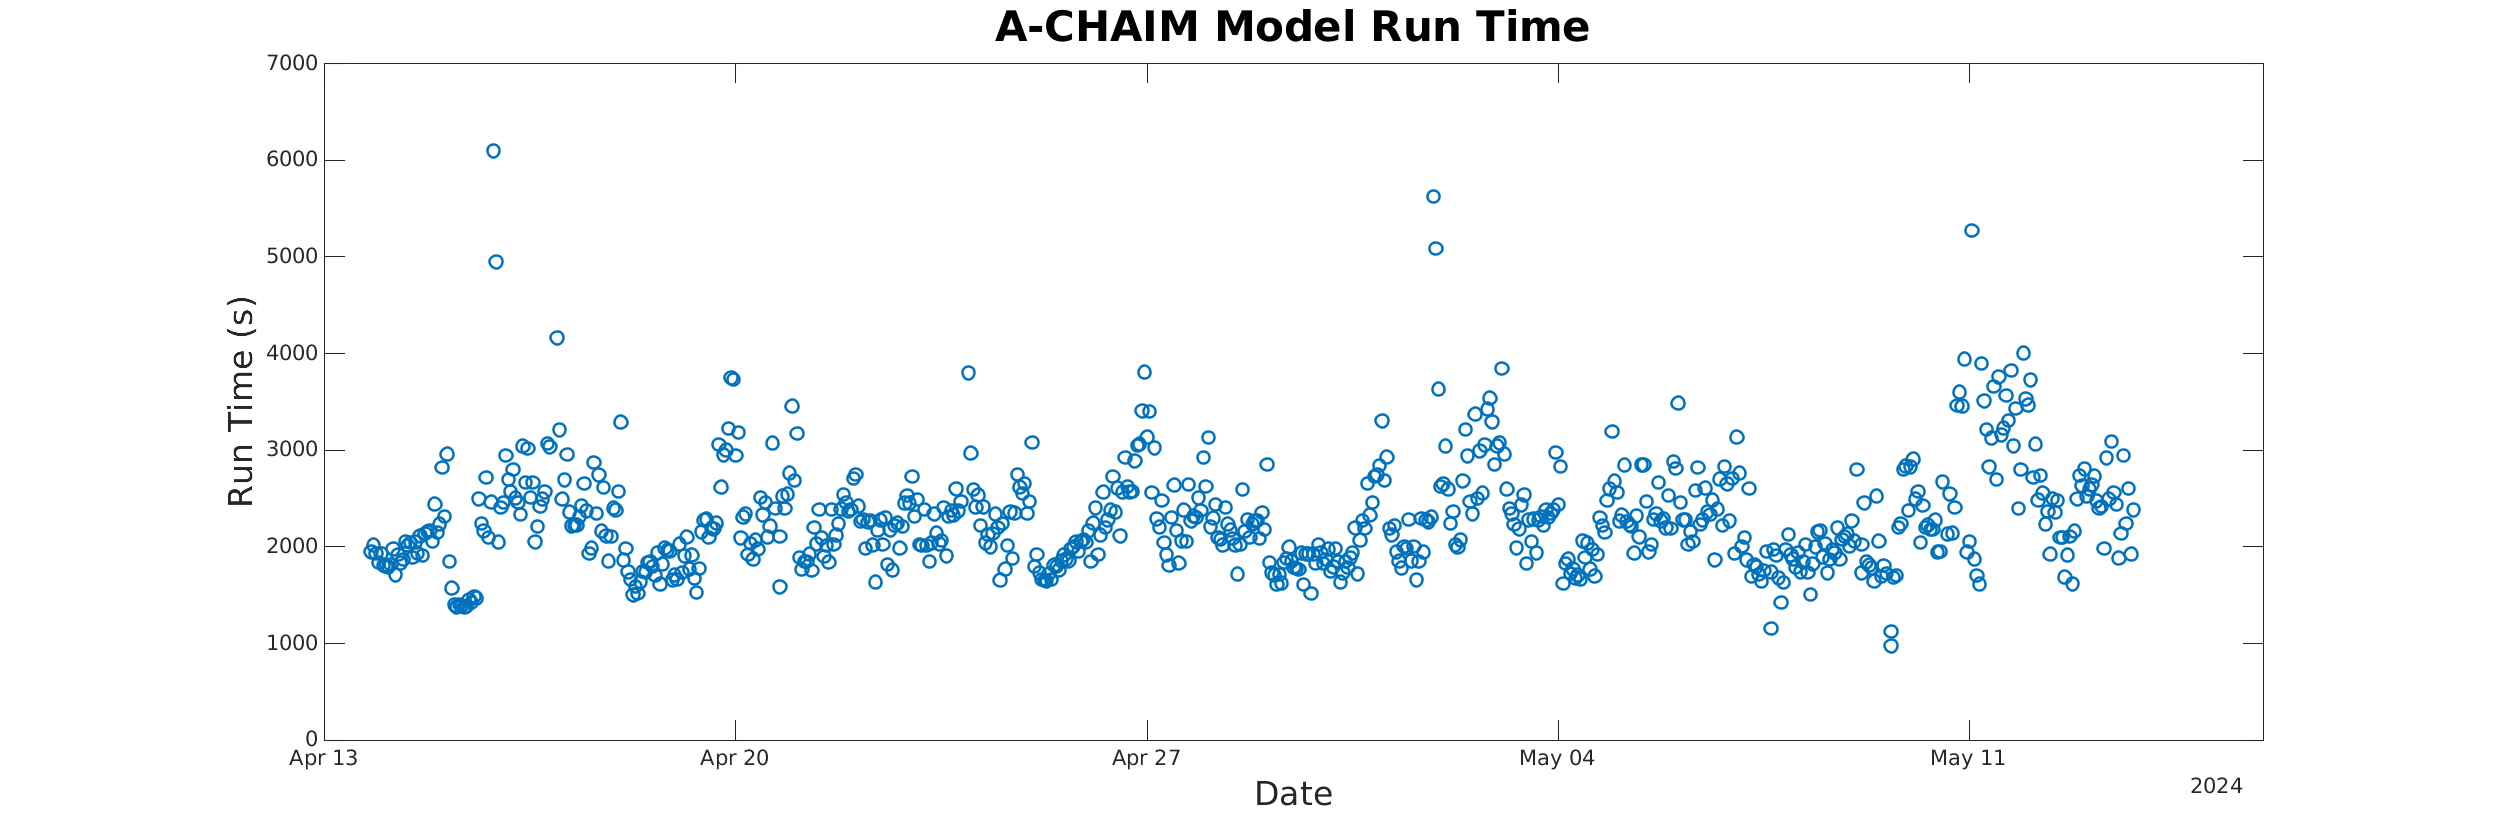 A-CHAIM Model Run Time
7000
6000
5000
4000
3000
2000
1000
0
Run Time (s)
Apr 13
Apr 20
Apr 27
May 04
May 11
Date
2024